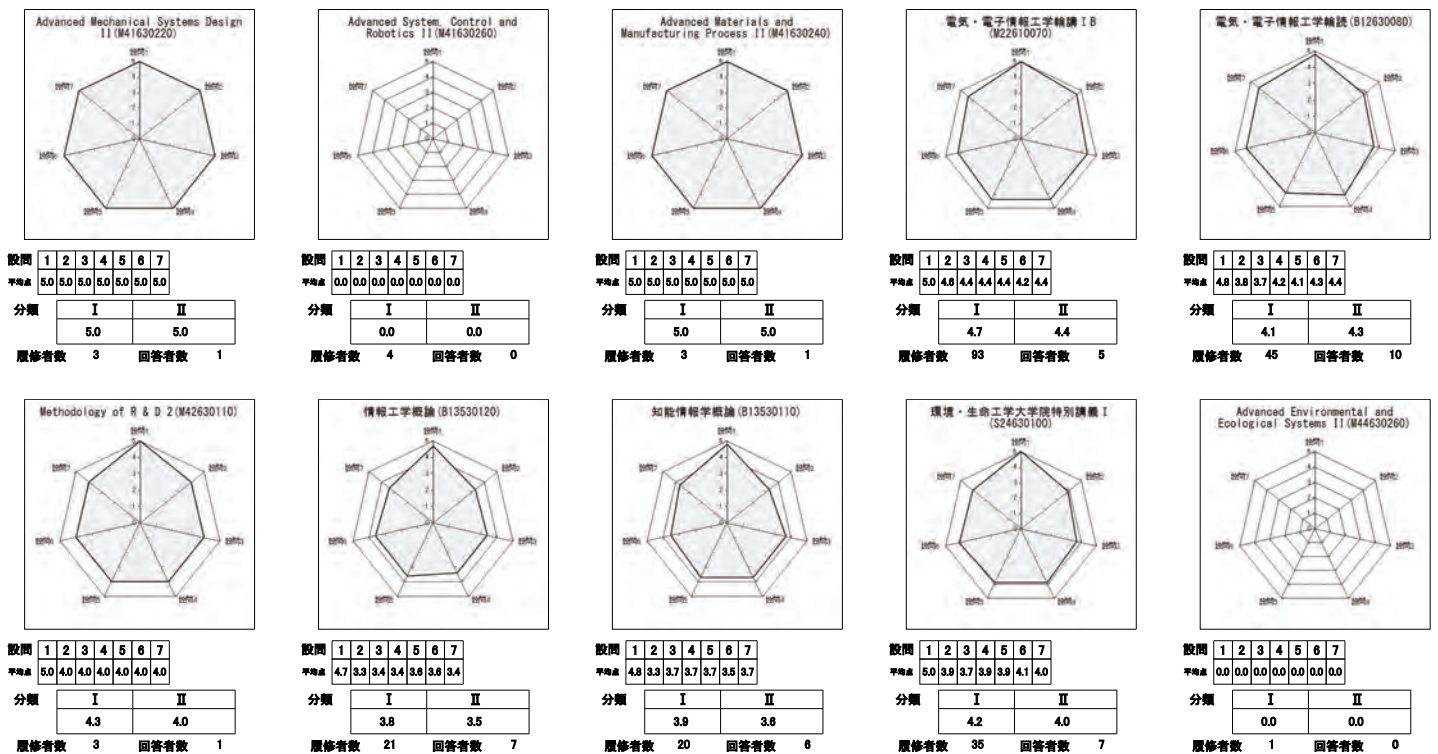 Advanced Mechanical Systems Design
II(M41630220)
設問 1 2 3 4 5 6 7
平均点 5.0 5.0 5.0 5.0 5.0 5.0 5.0
分類 I II
5.0 5.0
履修者数 3 回答者数 1
Advanced System, Control and
Robotics II(M41630260)
設問 1 2 3 4 5 6 7
平均点 0.0 0.0 0.0 0.0 0.0 0.0 0.0
分類 I II
0.0 0.0
履修者数 4 回答者数 0
Advanced Materials and
Manufacturing Process II(M41630240)
設問 1 2 3 4 5 6 7
平均点 5.0 5.0 5.0 5.0 5.0 5.0 5.0
分類 I II
5.0 5.0
履修者数 3 回答者数 1
電気・電子情報工学輪講ⅠB
(M22610070)
設問 1 2 3 4 5 6 7
平均点 5.0 4.6 4.4 4.4 4.4 4.2 4.4
分類 I II
4.7 4.4
履修者数 93 回答者数 5
電気・電子情報工学輪読(B12630080)
設問 1 2 3 4 5 6 7
平均点 4.8 3.8 3.7 4.2 4.1 4.3 4.4
分類 I II
4.1 4.3
履修者数 45 回答者数 10
Methodology of R & D 2(M42630110)
設問 1 2 3 4 5 6 7
平均点 5.0 4.0 4.0 4.0 4.0 4.0 4.0
分類 I II
4.3 4.0
履修者数 3 回答者数 1
情報工学概論(B13530120)
設問 1 2 3 4 5 6 7
平均点 4.7 3.3 3.4 3.4 3.6 3.6 3.4
分類 I II
3.8 3.5
履修者数 21 回答者数 7
知能情報学概論(B13530110)
設問 1 2 3 4 5 6 7
平均点 4.8 3.3 3.7 3.7 3.7 3.5 3.7
分類 I II
3.9 3.6
履修者数 20 回答者数 6
環境・生命工学大学院特別講義Ⅰ
(S24630100)
設問 1 2 3 4 5 6 7
平均点 5.0 3.9 3.7 3.9 3.9 4.1 4.0
分類 I II
4.2 4.0
履修者数 35 回答者数 7
Advanced Environmental and
Ecological Systems II(M44630260)
設問 1 2 3 4 5 6 7
平均点 0.0 0.0 0.0 0.0 0.0 0.0 0.0
分類 I II
0.0 0.0
履修者数 1 回答者数 0